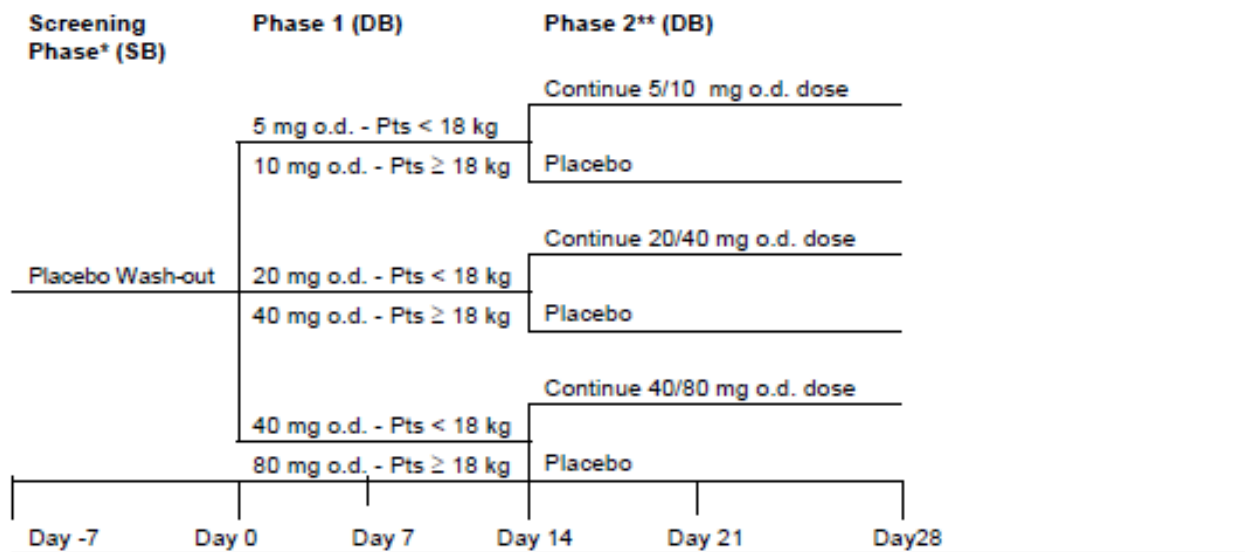 Screening
Phase* (SB)
Phase 1 (DB)
Phase 2** (DB)
Continue 5/10 mg o.d. dose
5 mg o.d. - Pts < 18 kg
10 mg o.d. - Pts ≥ 18 kg
Placebo
Continue 20/40 mg o.d. dose
Placebo Wash-out
20 mg o.d. - Pts < 18 kg
40 mg o.d. - Pts ≥ 18 kg
Placebo
Continue 40/80 mg o.d. dose
40 mg o.d. - Pts < 18 kg
80 mg o.d. - Pts ≥ 18 kg
Placebo
Day -7
Day 0
Day 7
Day 14
Day 21
Day28